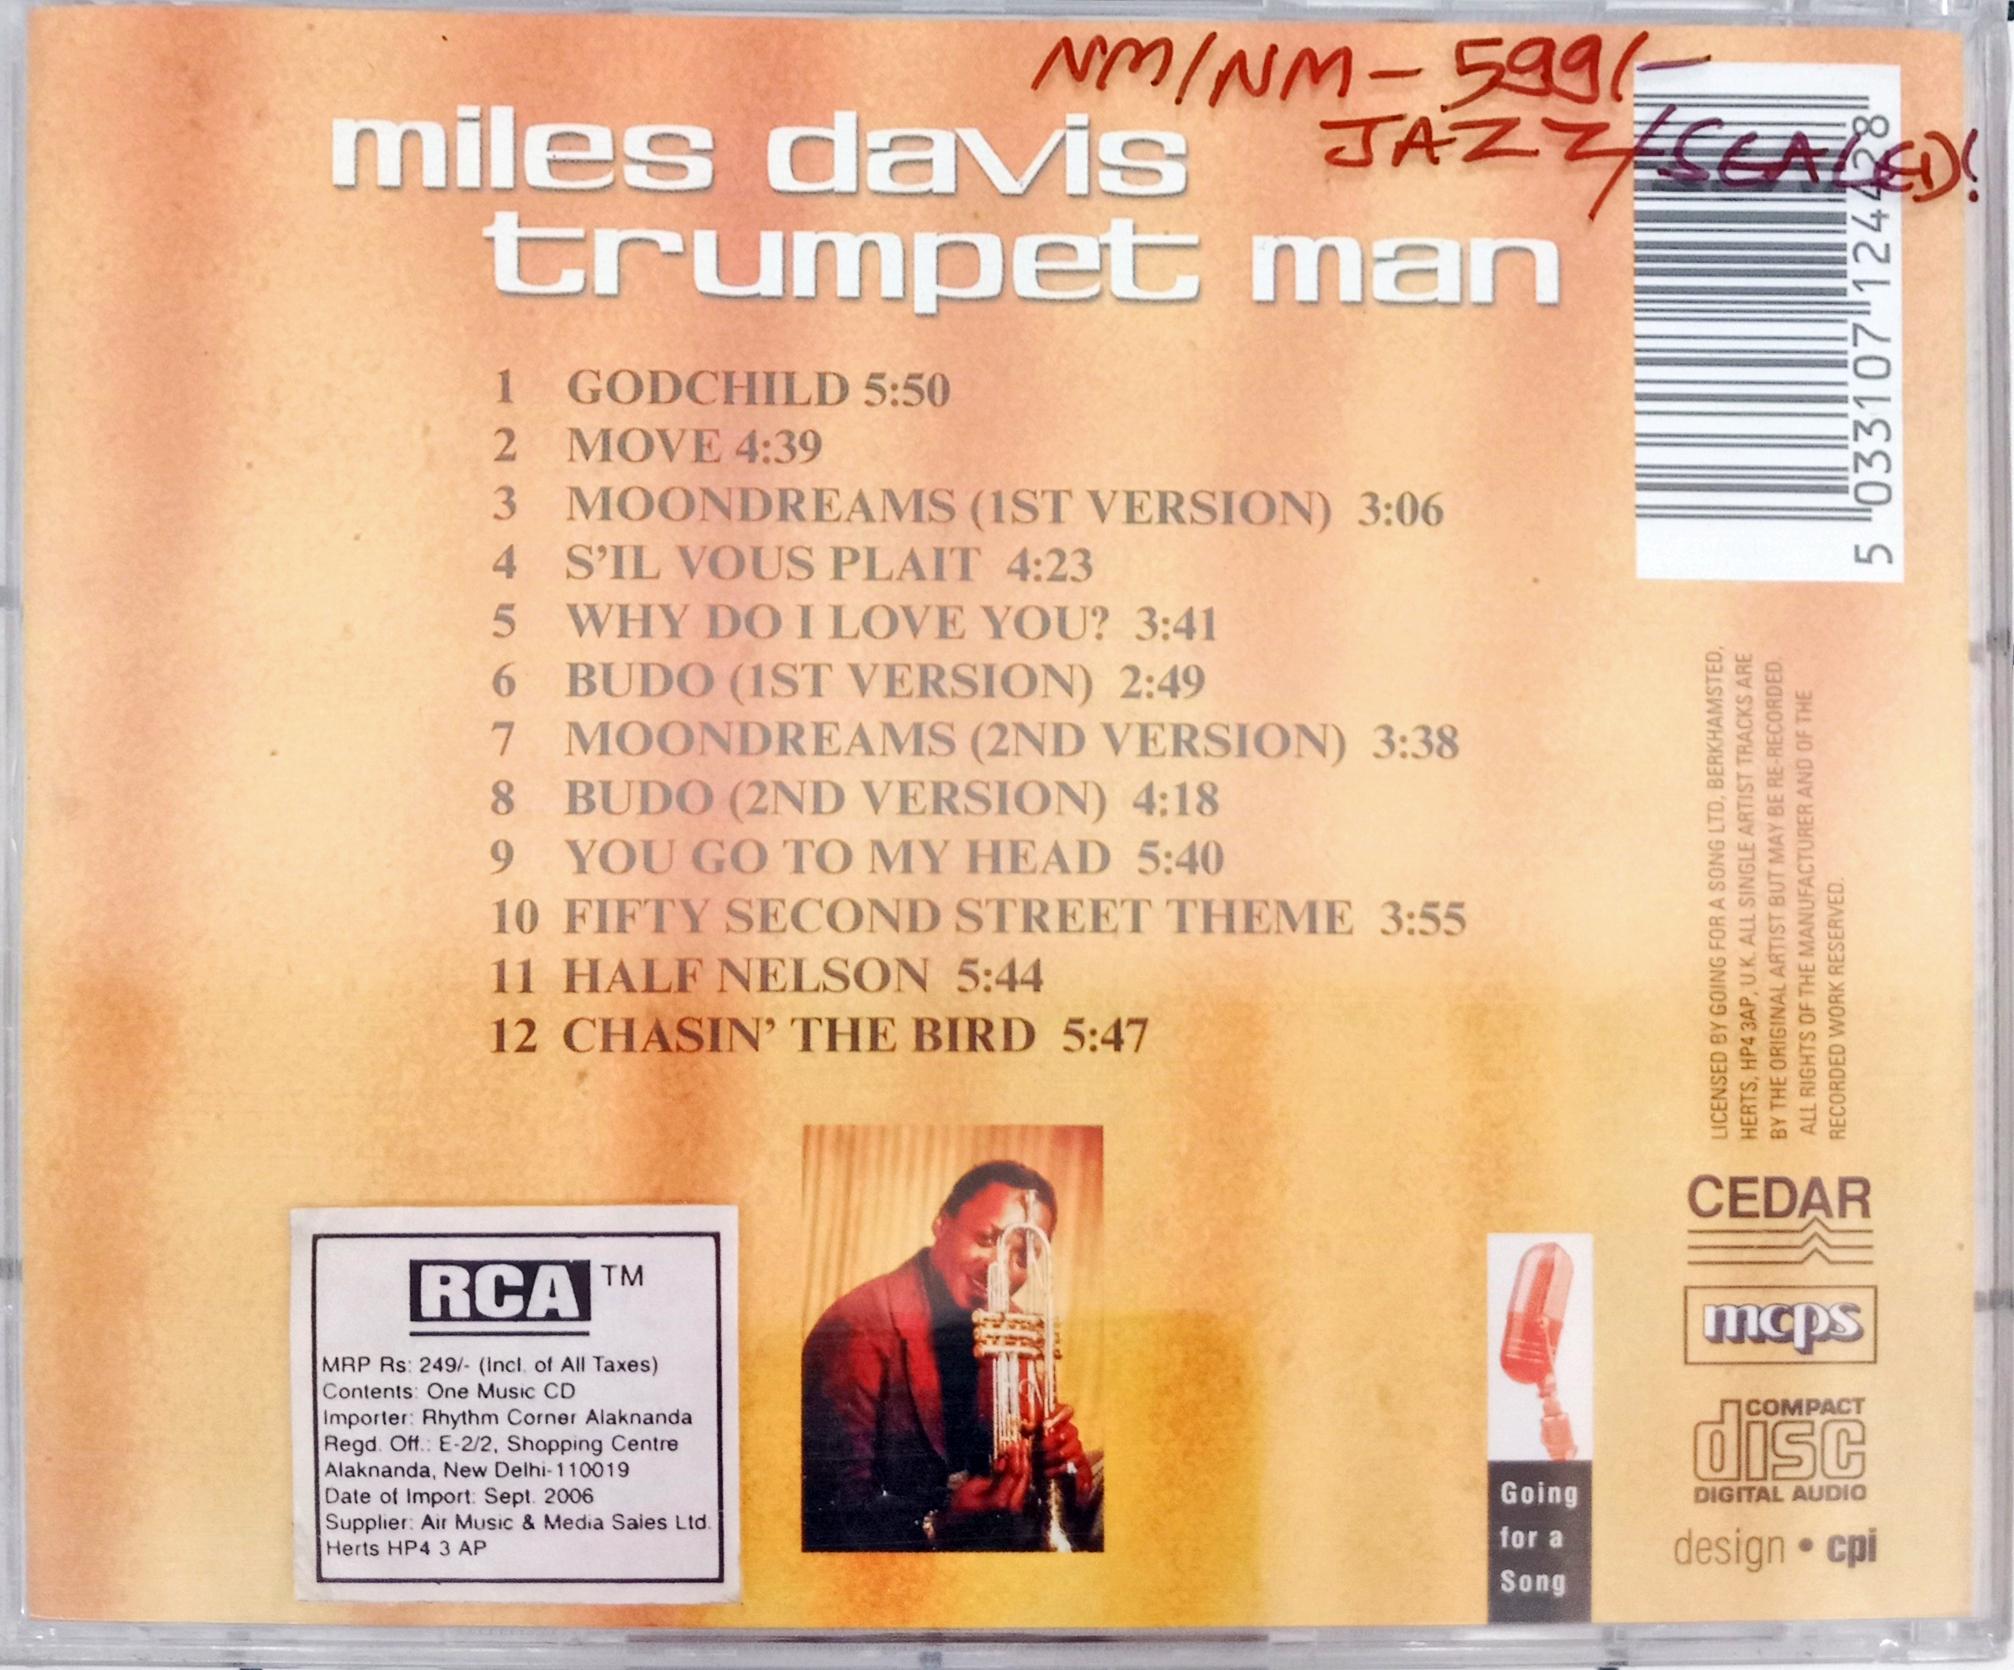 NM/NM - 599/-
JAZZ/SEALED!
miles davis
trumpet man
1 GODCHILD 5:50
2 MOVE 4:39
3 MOONDREAMS (1ST VERSION) 3:06
4 S'IL VOUS PLAIT 4:23
5 WHY DO I LOVE YOU? 3:41
6 BUDO (1ST VERSION) 2:49
7 MOONDREAMS (2ND VERSION) 3:38
8 BUDO (2ND VERSION) 4:18
9 YOU GO TO MY HEAD 5:40
10 FIFTY SECOND STREET THEME 3:55
11 HALF NELSON 5:44
12 CHASIN' THE BIRD 5:47
5 033107 124428
LICENSED BY GOING FOR A SONG LTD, BERKHAMSTED,
HERTS, HP4 3AP, U.K. ALL SINGLE ARTIST TRACKS ARE
BY THE ORIGINAL ARTIST BUT MAY BE RE-RECORDED.
ALL RIGHTS OF THE MANUFACTURER AND OF THE
RECORDED WORK RESERVED.
RCA TM
MRP Rs: 249/- (Incl. of All Taxes)
Contents: One Music CD
Importer: Rhythm Corner Alaknanda
Regd. Off.: E-2/2, Shopping Centre
Alaknanda, New Delhi-110019
Date of Import: Sept. 2006
Supplier: Air Music & Media Sales Ltd.
Herts HP4 3 AP
Going
for a
Song
CEDAR
mcps
COMPACT
disc
DIGITAL AUDIO
design • cpi